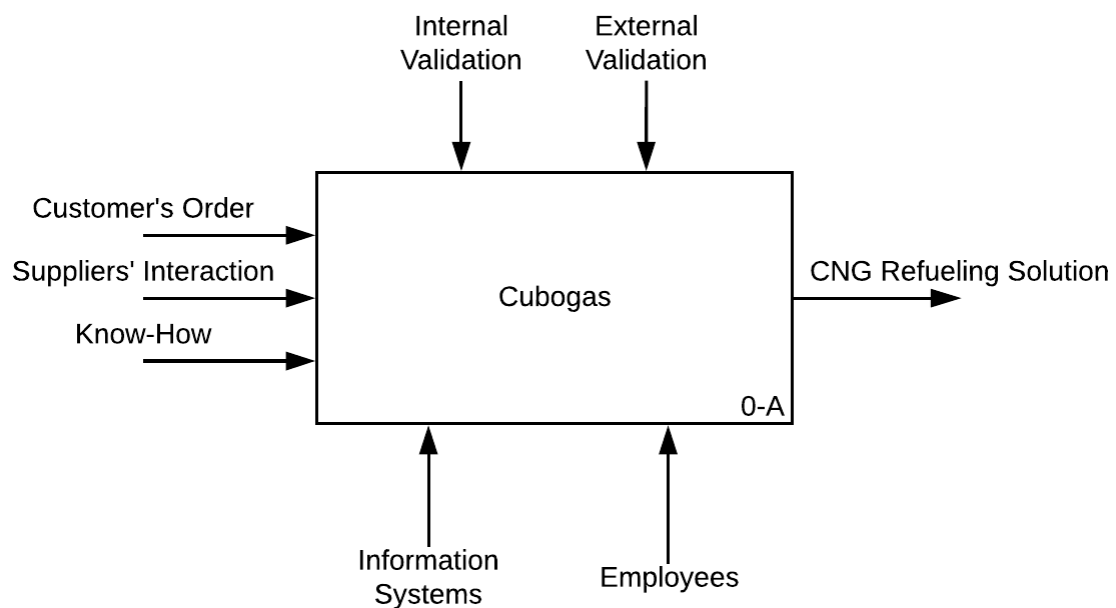 Internal
Validation
External
Validation
Customer's Order
Suppliers' Interaction
Know-How
Cubogas
CNG Refueling Solution
0-A
Information
Systems
Employees